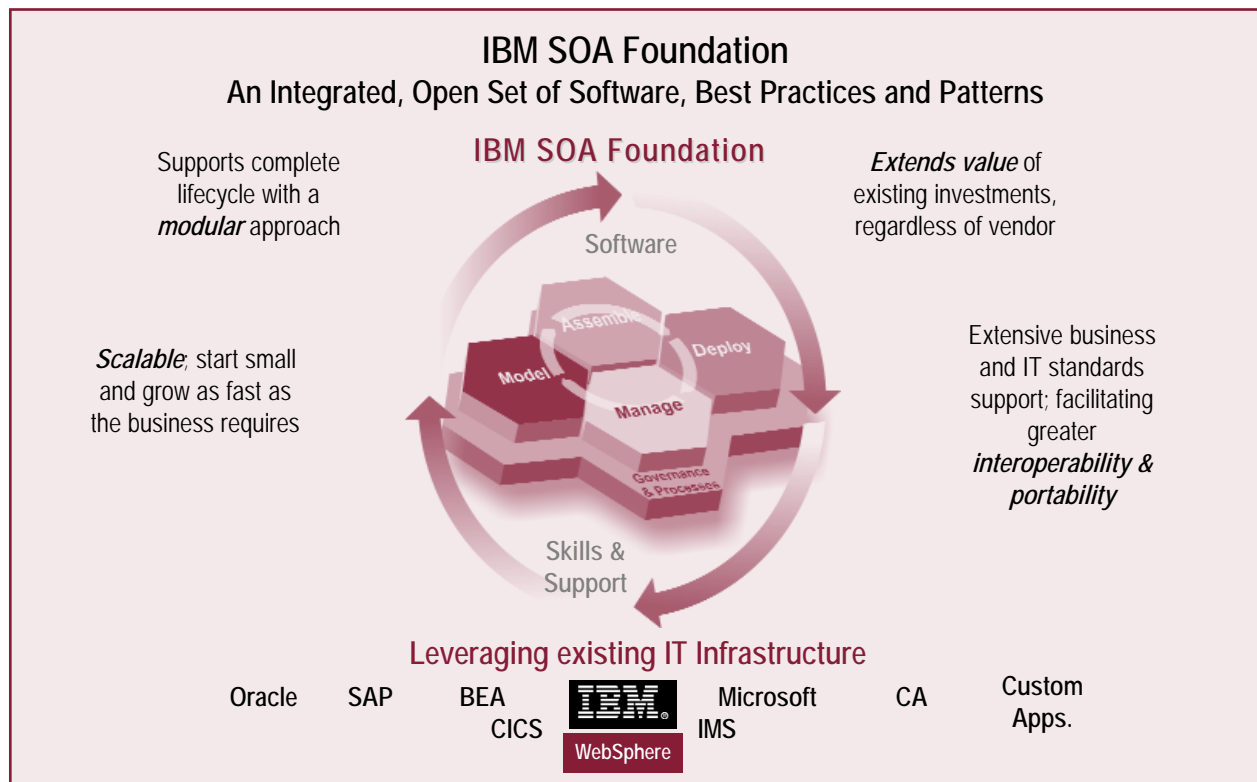 IBM SOA Foundation
An Integrated, Open Set of Software, Best Practices and Patterns
IBM SOA Foundation
Supports complete
lifecycle with a
modular approach
Extends value of
existing investments,
regardless of vendor
Software
Assemble
Deploy
Model
Manage
Governance
& Processes
Scalable; start small
and grow as fast as
the business requires
Extensive business
and IT standards
support; facilitating
greater
interoperability &
portability
Skills &
Support
Leveraging existing IT Infrastructure
Oracle SAP BEA IBM® Microsoft CA Custom
Apps.
CICS IMS
WebSphere